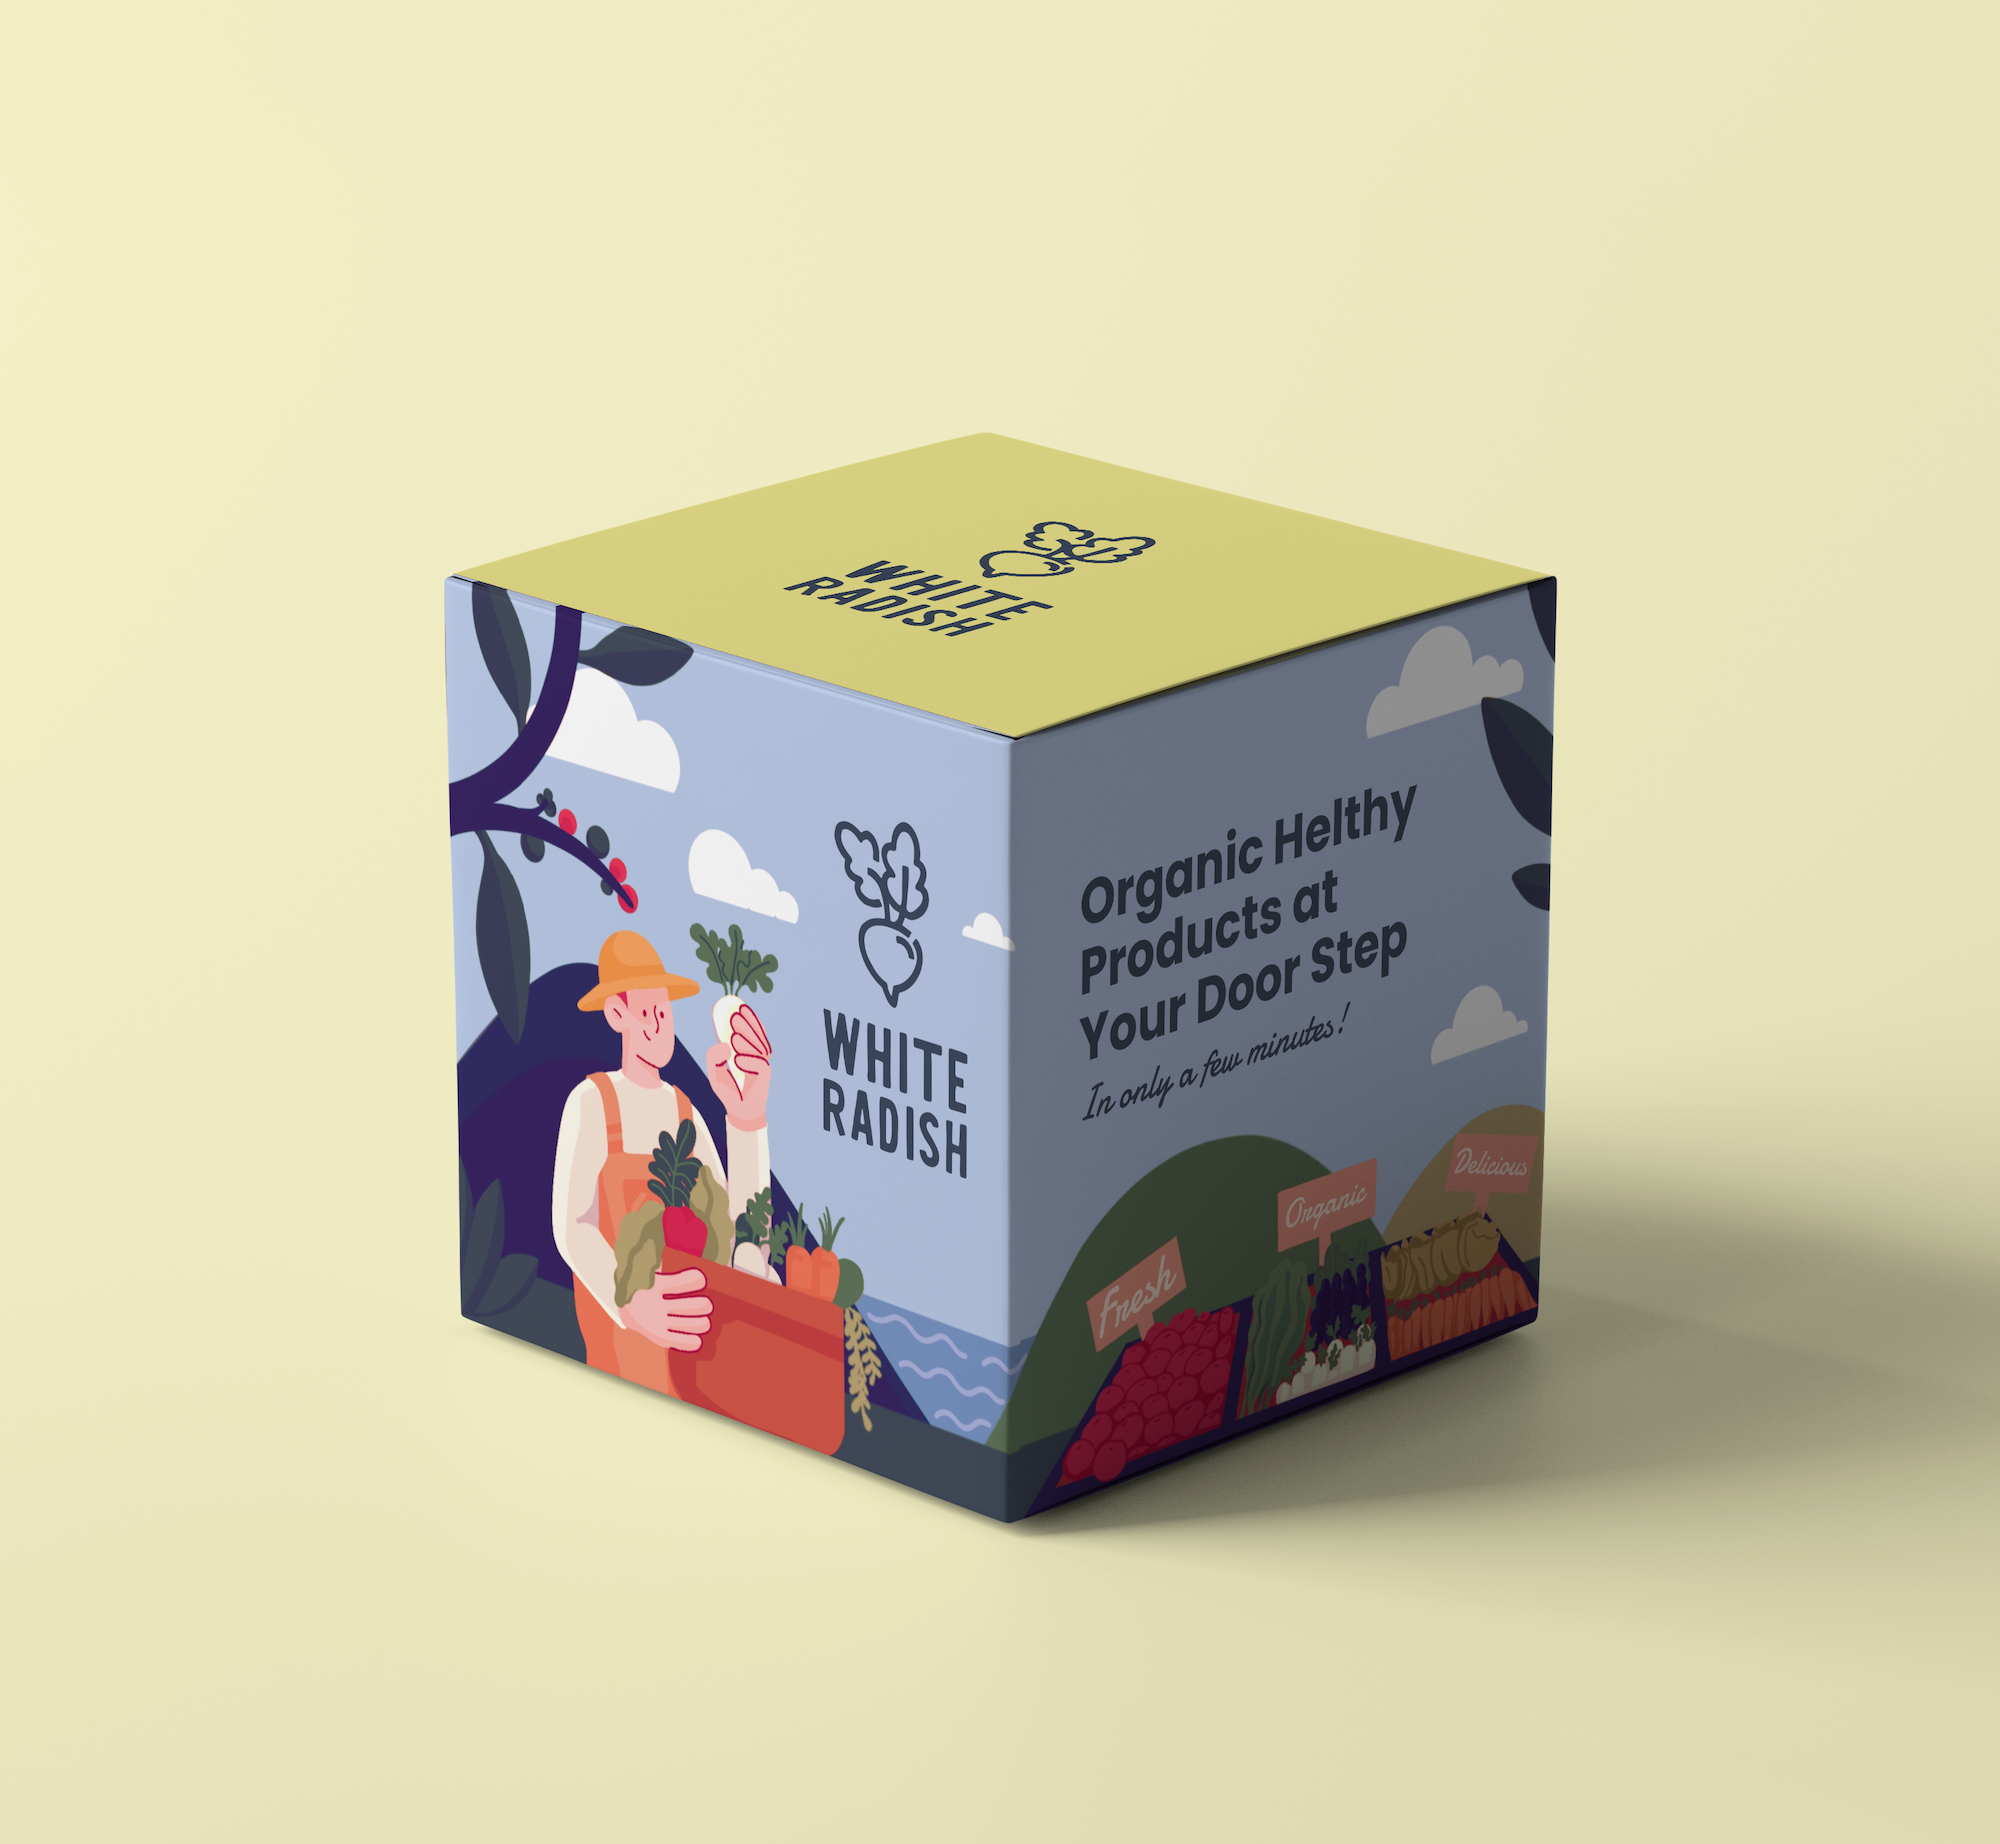 WHITE
RADISH
WHITE
RADISH
Organic Helthy
Products at
Your Door Step
In only a few minutes!
Fresh
Organic
Delicious